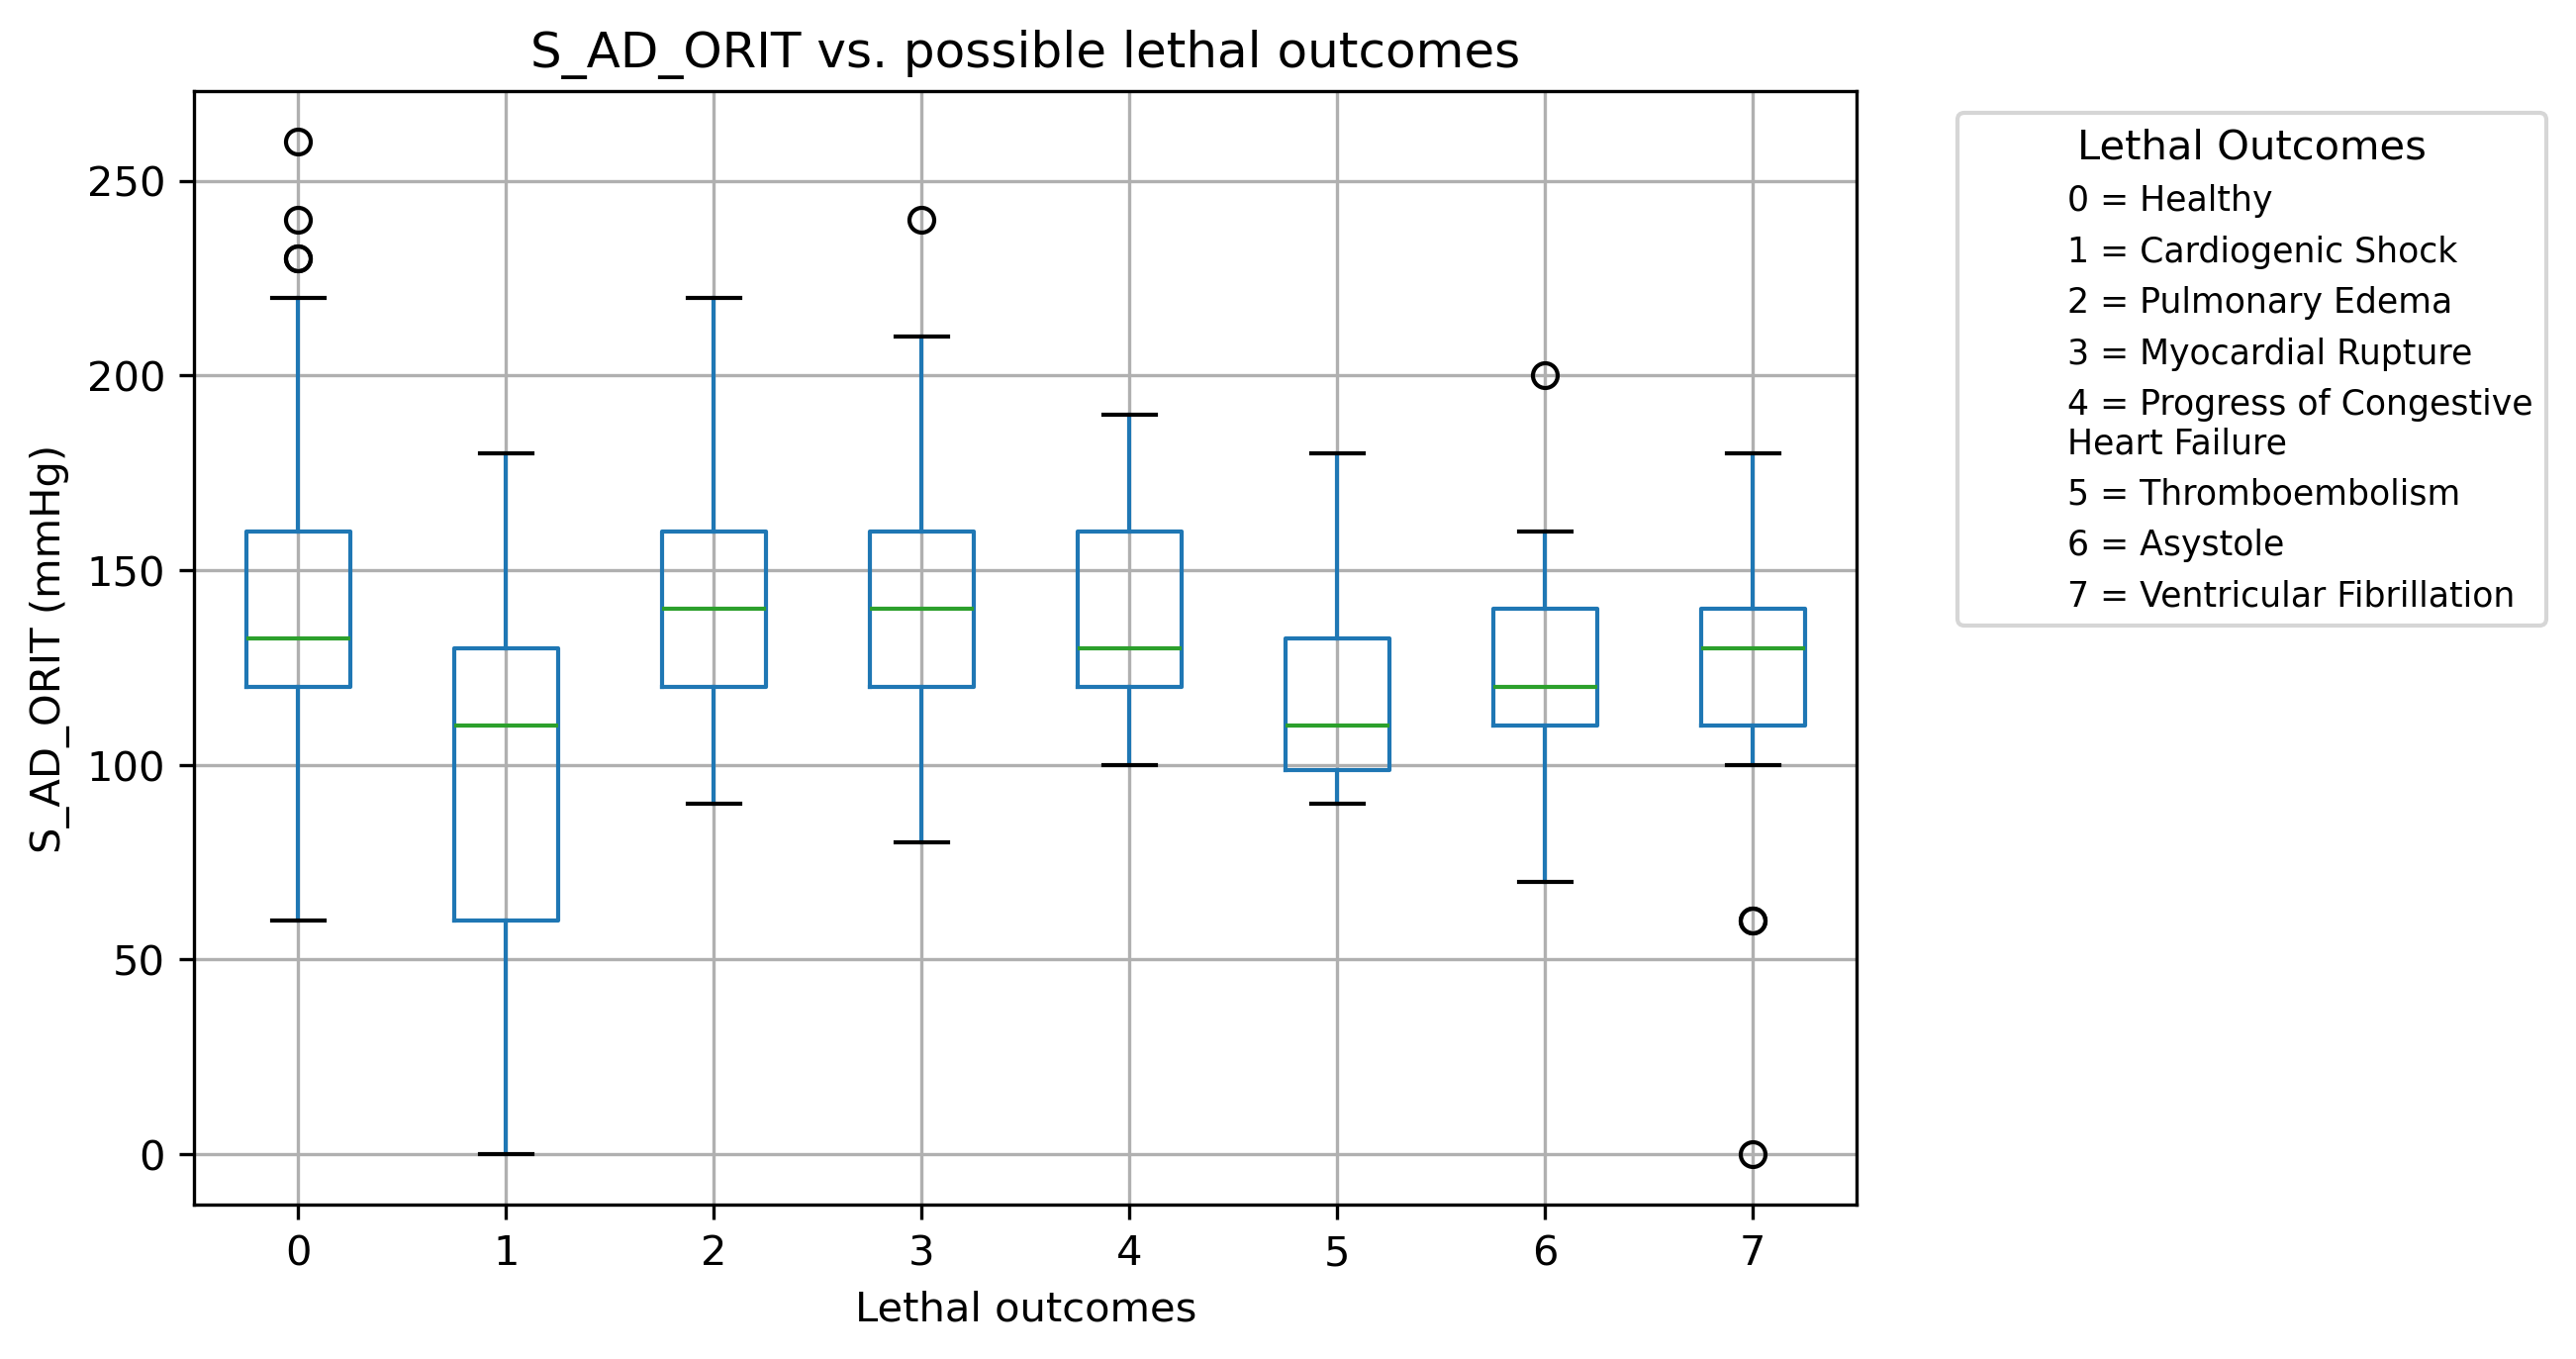 S_AD_ORIT vs. possible lethal outcomes
S_AD_ORIT (mmHg)
250
200
150
100
50
0
0 1 2 3 4 5 6 7
Lethal outcomes
Lethal Outcomes
0 = Healthy
1 = Cardiogenic Shock
2 = Pulmonary Edema
3 = Myocardial Rupture
4 = Progress of Congestive
Heart Failure
5 = Thromboembolism
6 = Asystole
7 = Ventricular Fibrillation